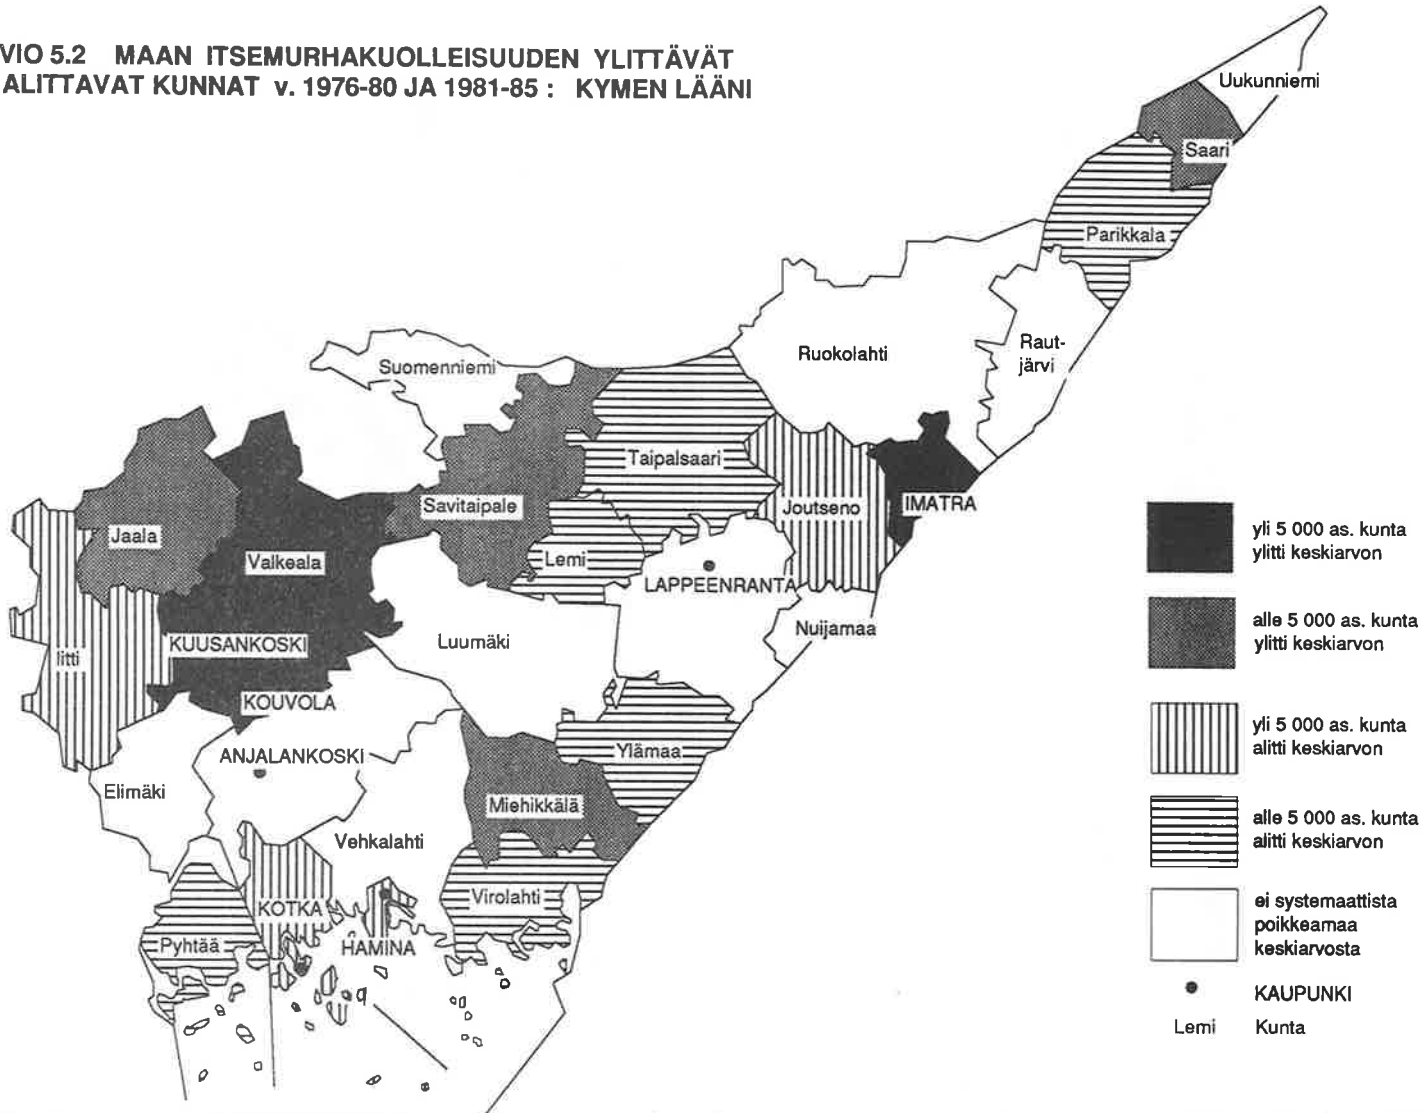 VIO 5.2 MAAN ITSEMURHAKUOLLEISUUDEN YLITTÄVÄT
ALITTAVAT KUNNAT v. 1976-80 JA 1981-85 : KYMEN LÄÄNI
Uukunniemi
Saari
Parikkala
Ruokolahti
Raut-
järvi
Suomenniemi
Taipalsaari
Savitaipale
Joutseno
IMATRA
Jaala
Valkeala
Lemi
LAPPEENRANTA
Nuijamaa
Luumäki
KUUSANKOSKI
Iitti
KOUVOLA
ANJALANKOSKI
Ylämaa
Elimäki
Miehikkälä
Vehkalahti
Virolahti
KOTKA
Pyhtää
HAMINA
yli 5 000 as. kunta
ylitti keskiarvon
alle 5 000 as. kunta
ylitti keskiarvon
yli 5 000 as. kunta
alitti keskiarvon
alle 5 000 as. kunta
alitti keskiarvon
ei systemaattista
poikkeamaa
keskiarvosta
KAUPUNKI
Lemi Kunta